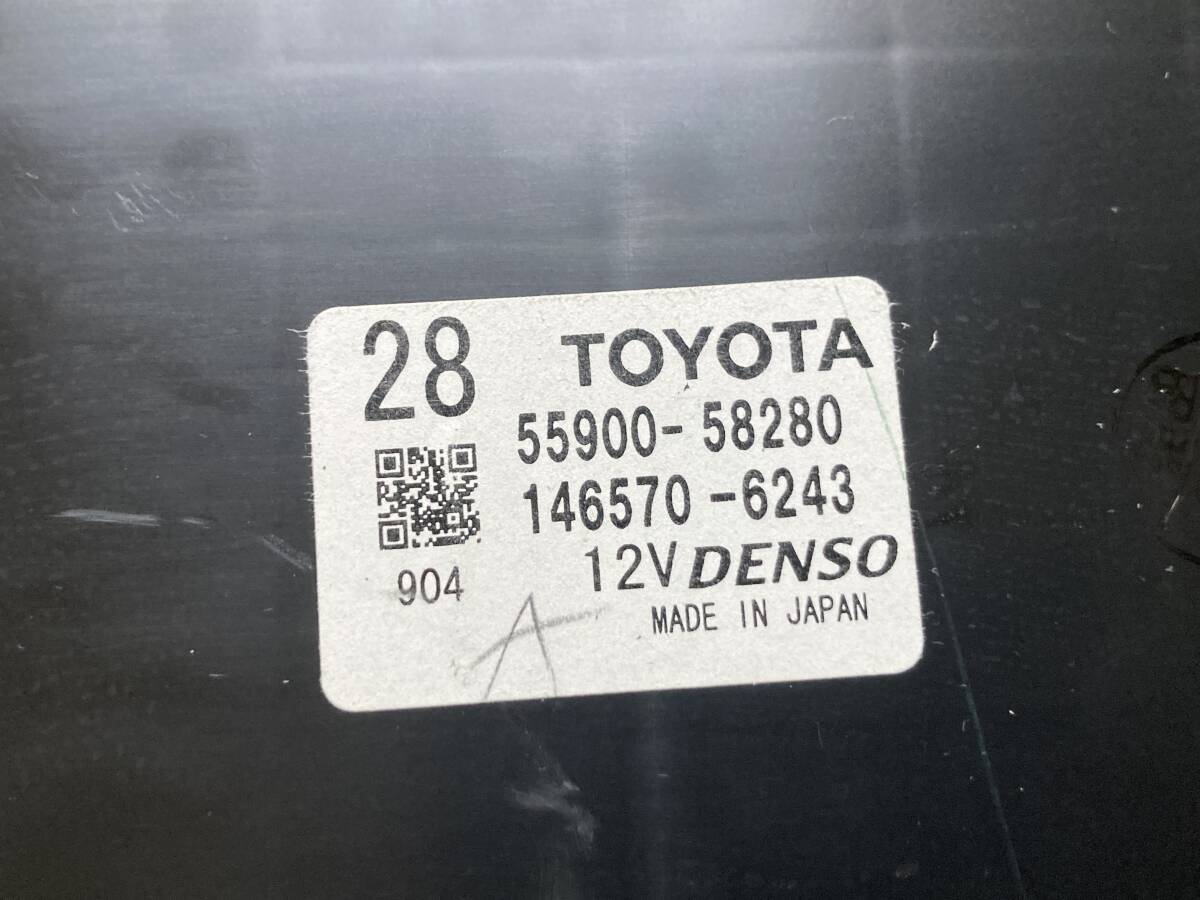 28 TOYOTA
55900-58280
146570-6243
904
12V DENSO
MADE IN JAPAN
A